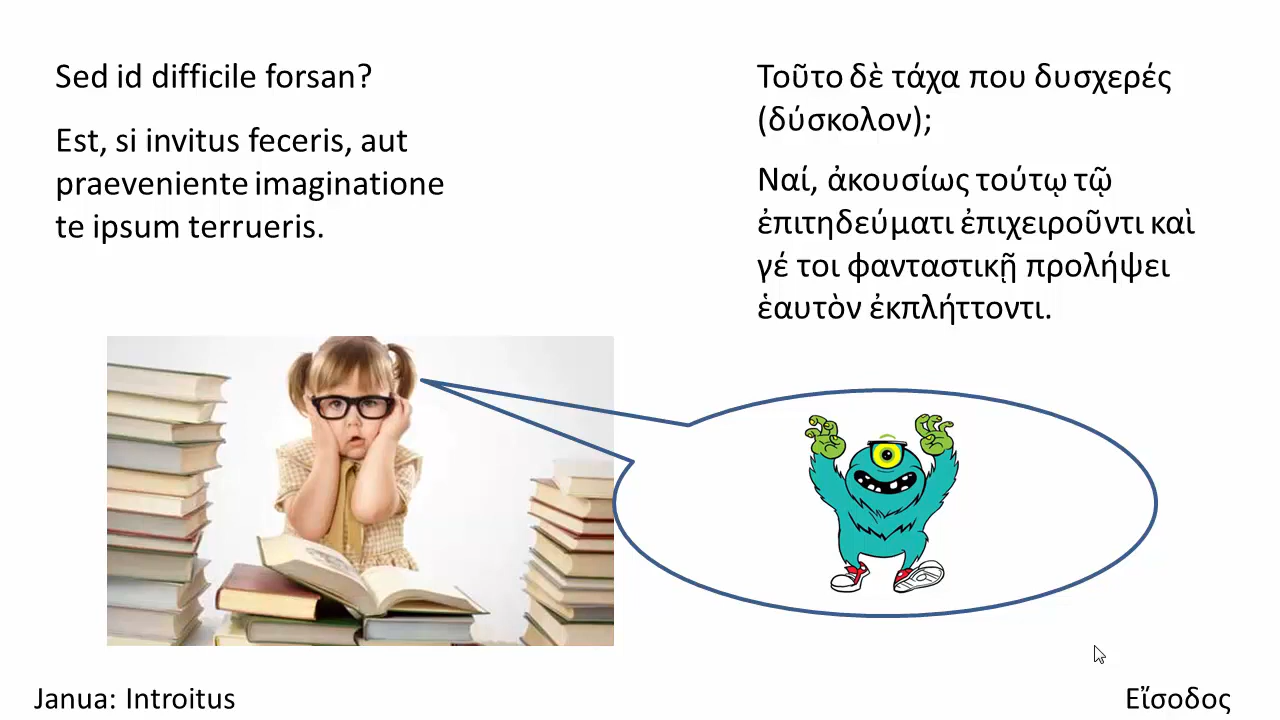 Sed id difficile forsan?
Est, si invitus feceris, aut
praeveniente imaginatione
te ipsum terrueris.
Τοῦτο δὲ τάχα που δυσχερές
(δύσκολον);
Ναί, ἀκουσίως τούτῳ τῷ
ἐπιτηδεύματι ἐπιχειροῦντι καὶ
γέ τοι φανταστικῇ προλήψει
ἑαυτὸν ἐκπλήττοντι.
Janua: Introitus
Εἴσοδος